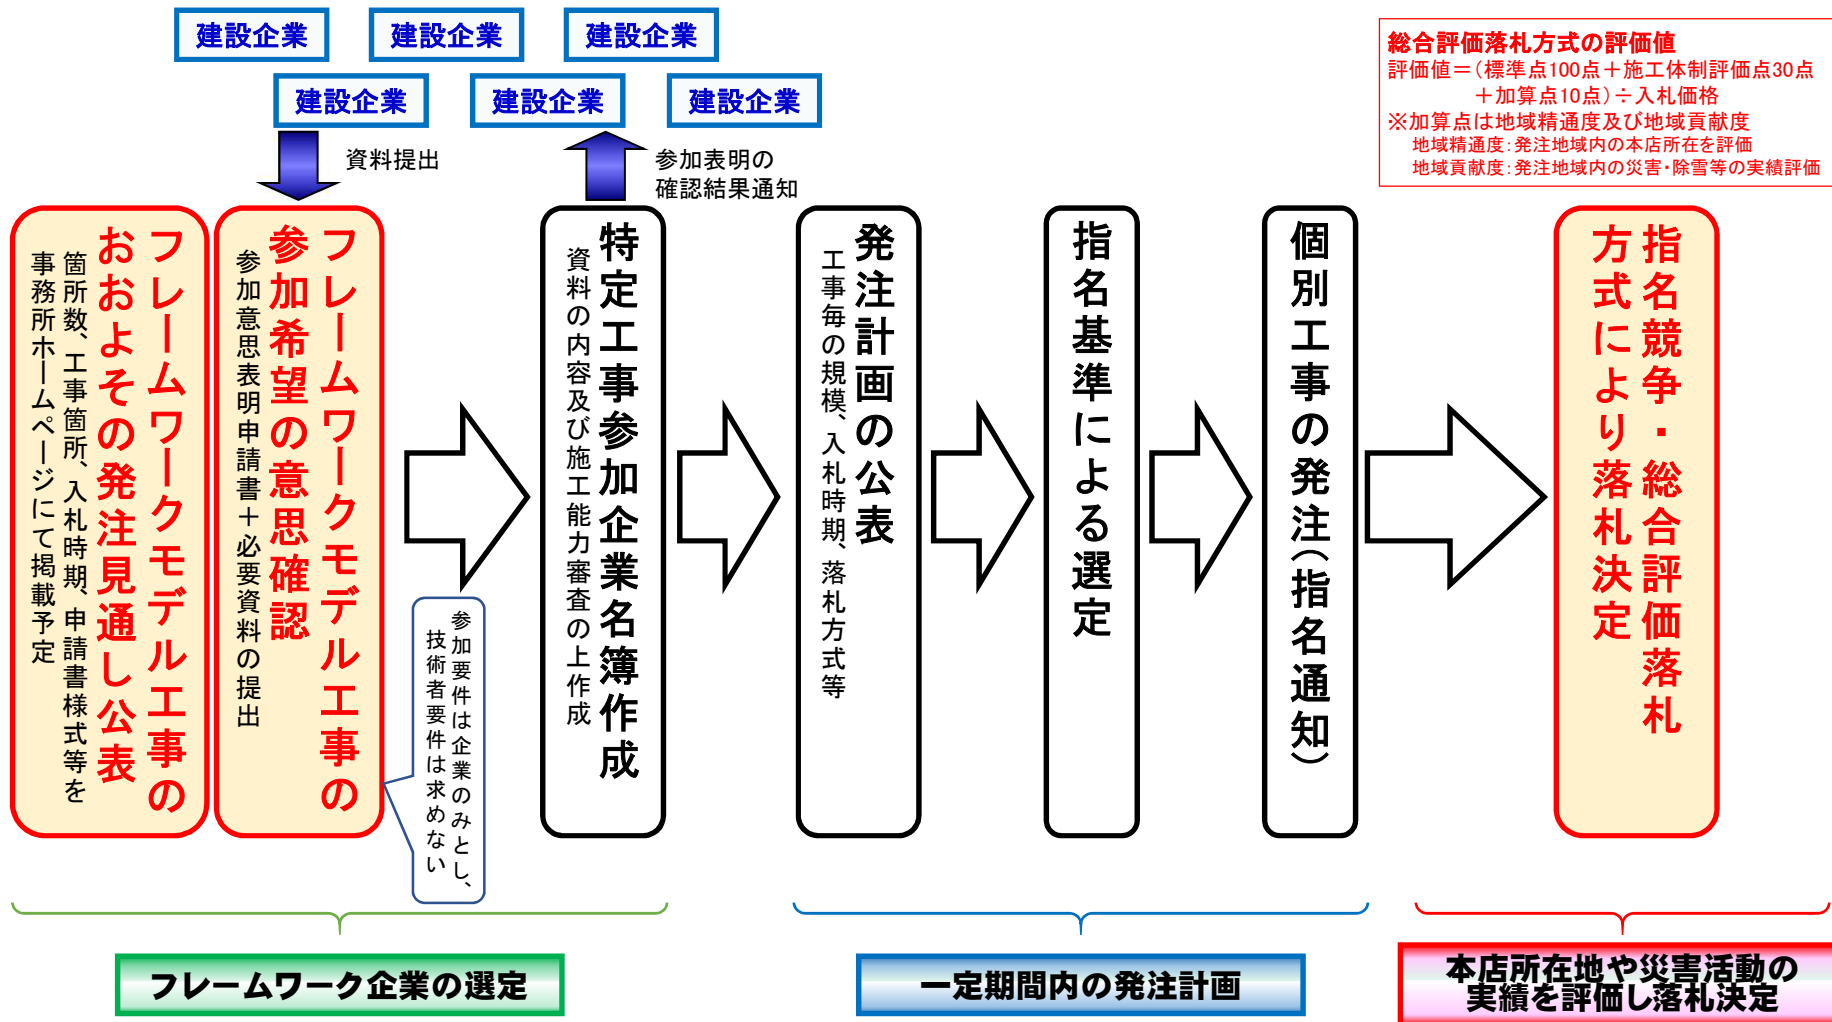 建設企業
建設企業
建設企業
建設企業
建設企業
建設企業
資料提出
参加表明の
確認結果通知
総合評価落札方式の評価値
評価値＝(標準点100点＋施工体制評価点30点
＋加算点10点)÷入札価格
※加算点は地域精通度及び地域貢献度
地域精通度：発注地域内の本店所在を評価
地域貢献度：発注地域内の災害・除雪等の実績評価
フレームワークモデル工事の
おおよその発注見通し公表
箇所数、工事箇所、入札時期、申請書様式等を
事務所ホームページにて掲載予定
フレームワークモデル工事の
参加希望の意思確認
参加意思表明申請書＋必要資料の提出
参加要件は企業のみとし、
技術者要件は求めない
特定工事参加企業名簿作成
資料の内容及び施工能力審査の上作成
発注計画の公表
工事毎の規模、入札時期、落札方式等
指名基準による選定
個別工事の発注(指名通知)
指名競争・総合評価落札
方式により落札決定
フレームワーク企業の選定
一定期間内の発注計画
本店所在地や災害活動の
実績を評価し落札決定